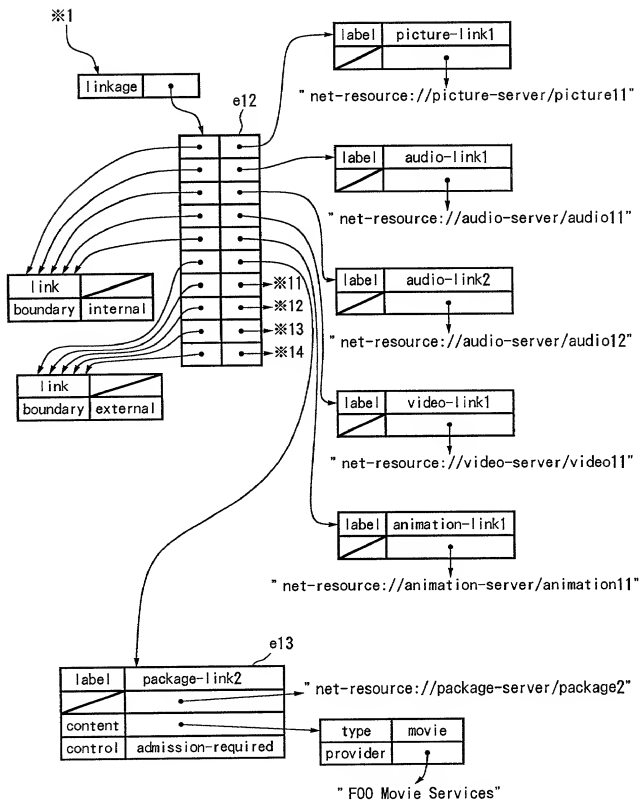 ※1
linkage
e12
label picture-link1
" net-resource://picture-server/picture11"
label audio-link1
" net-resource://audio-server/audio11"
label audio-link2
" net-resource://audio-server/audio12"
label video-link1
" net-resource://video-server/video11"
label animation-link1
" net-resource://animation-server/animation11"
※11
※12
※13
※14
link
boundary internal
link
boundary external
e13
label package-link2
" net-resource://package-server/package2"
content
control admission-required
type movie
provider
" FOO Movie Services"